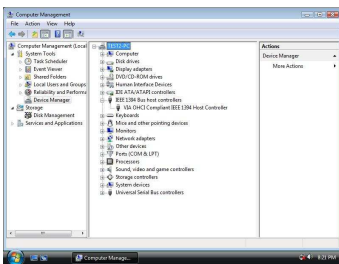 Computer Management
File Action View Help
Computer Management (Local
System Tools
Task Scheduler
Event Viewer
Shared Folders
Local Users and Groups
Reliability and Performa
Device Manager
Storage
Disk Management
Services and Applications
TEST2-PC
Computer
Disk drives
Display adapters
DVD/CD-ROM drives
Human Interface Devices
IDE ATA/ATAPI controllers
IEEE 1394 Bus host controllers
VIA OHCI Compliant IEEE 1394 Host Controller
Keyboards
Mice and other pointing devices
Monitors
Network adapters
Other devices
Ports (COM & LPT)
Processors
Sound, video and game controllers
Storage controllers
System devices
Universal Serial Bus controllers
Actions
Device Manager
More Actions
Computer Manage...
8:21 PM